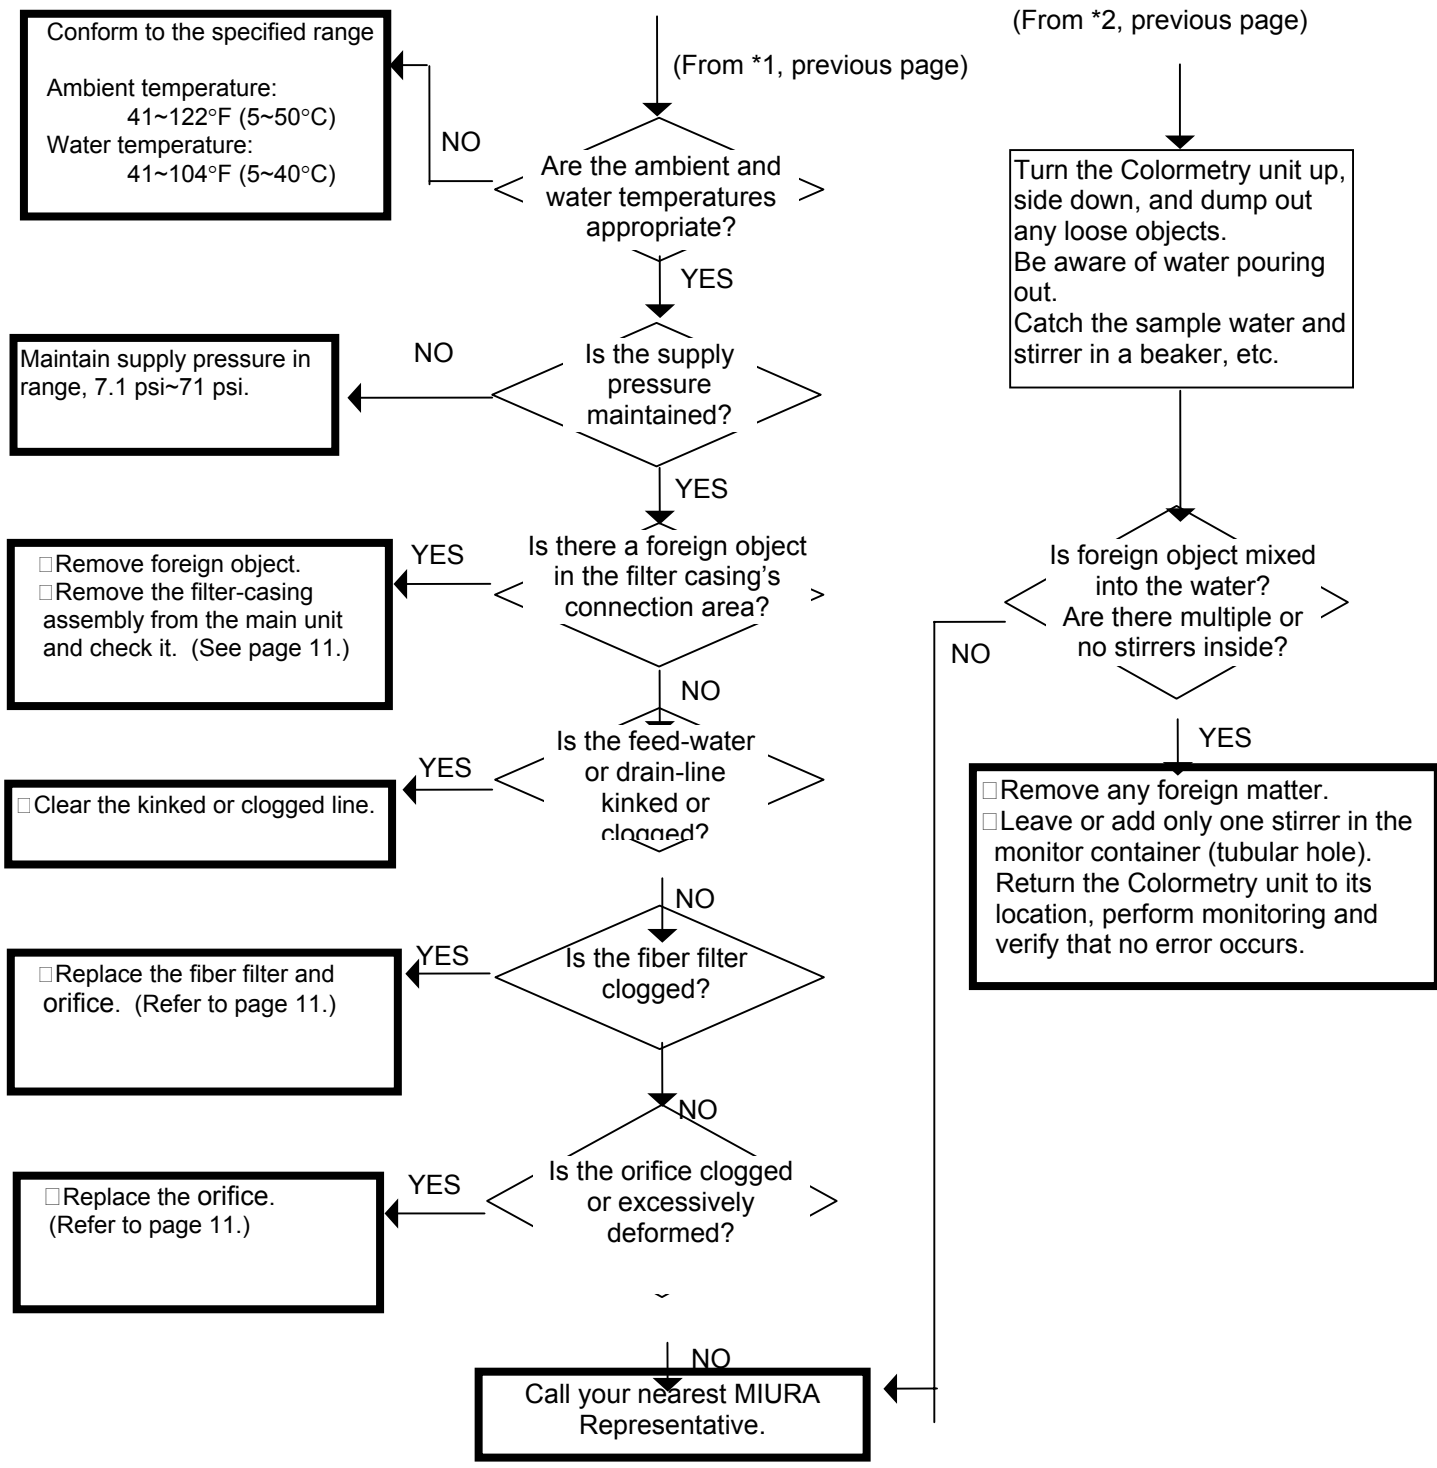 Conform to the specified range
Ambient temperature:
41~122°F (5~50°C)
Water temperature:
41~104°F (5~40°C)
NO
(From *1, previous page)
Are the ambient and
water temperatures
appropriate?
YES
Maintain supply pressure in
range, 7.1 psi~71 psi.
NO
Is the supply
pressure
maintained?
YES
□Remove foreign object.
□Remove the filter-casing
assembly from the main unit
and check it. (See page 11.)
YES
Is there a foreign object
in the filter casing’s
connection area?
NO
□Clear the kinked or clogged line.
YES
Is the feed-water
or drain-line
kinked or
clogged?
NO
□Replace the fiber filter and
orifice. (Refer to page 11.)
YES
Is the fiber filter
clogged?
NO
□Replace the orifice.
(Refer to page 11.)
YES
Is the orifice clogged
or excessively
deformed?
NO
Call your nearest MIURA
Representative.
(From *2, previous page)
Turn the Colormetry unit up,
side down, and dump out
any loose objects.
Be aware of water pouring
out.
Catch the sample water and
stirrer in a beaker, etc.
Is foreign object mixed
into the water?
Are there multiple or
no stirrers inside?
NO
YES
□Remove any foreign matter.
□Leave or add only one stirrer in the
monitor container (tubular hole).
Return the Colormetry unit to its
location, perform monitoring and
verify that no error occurs.